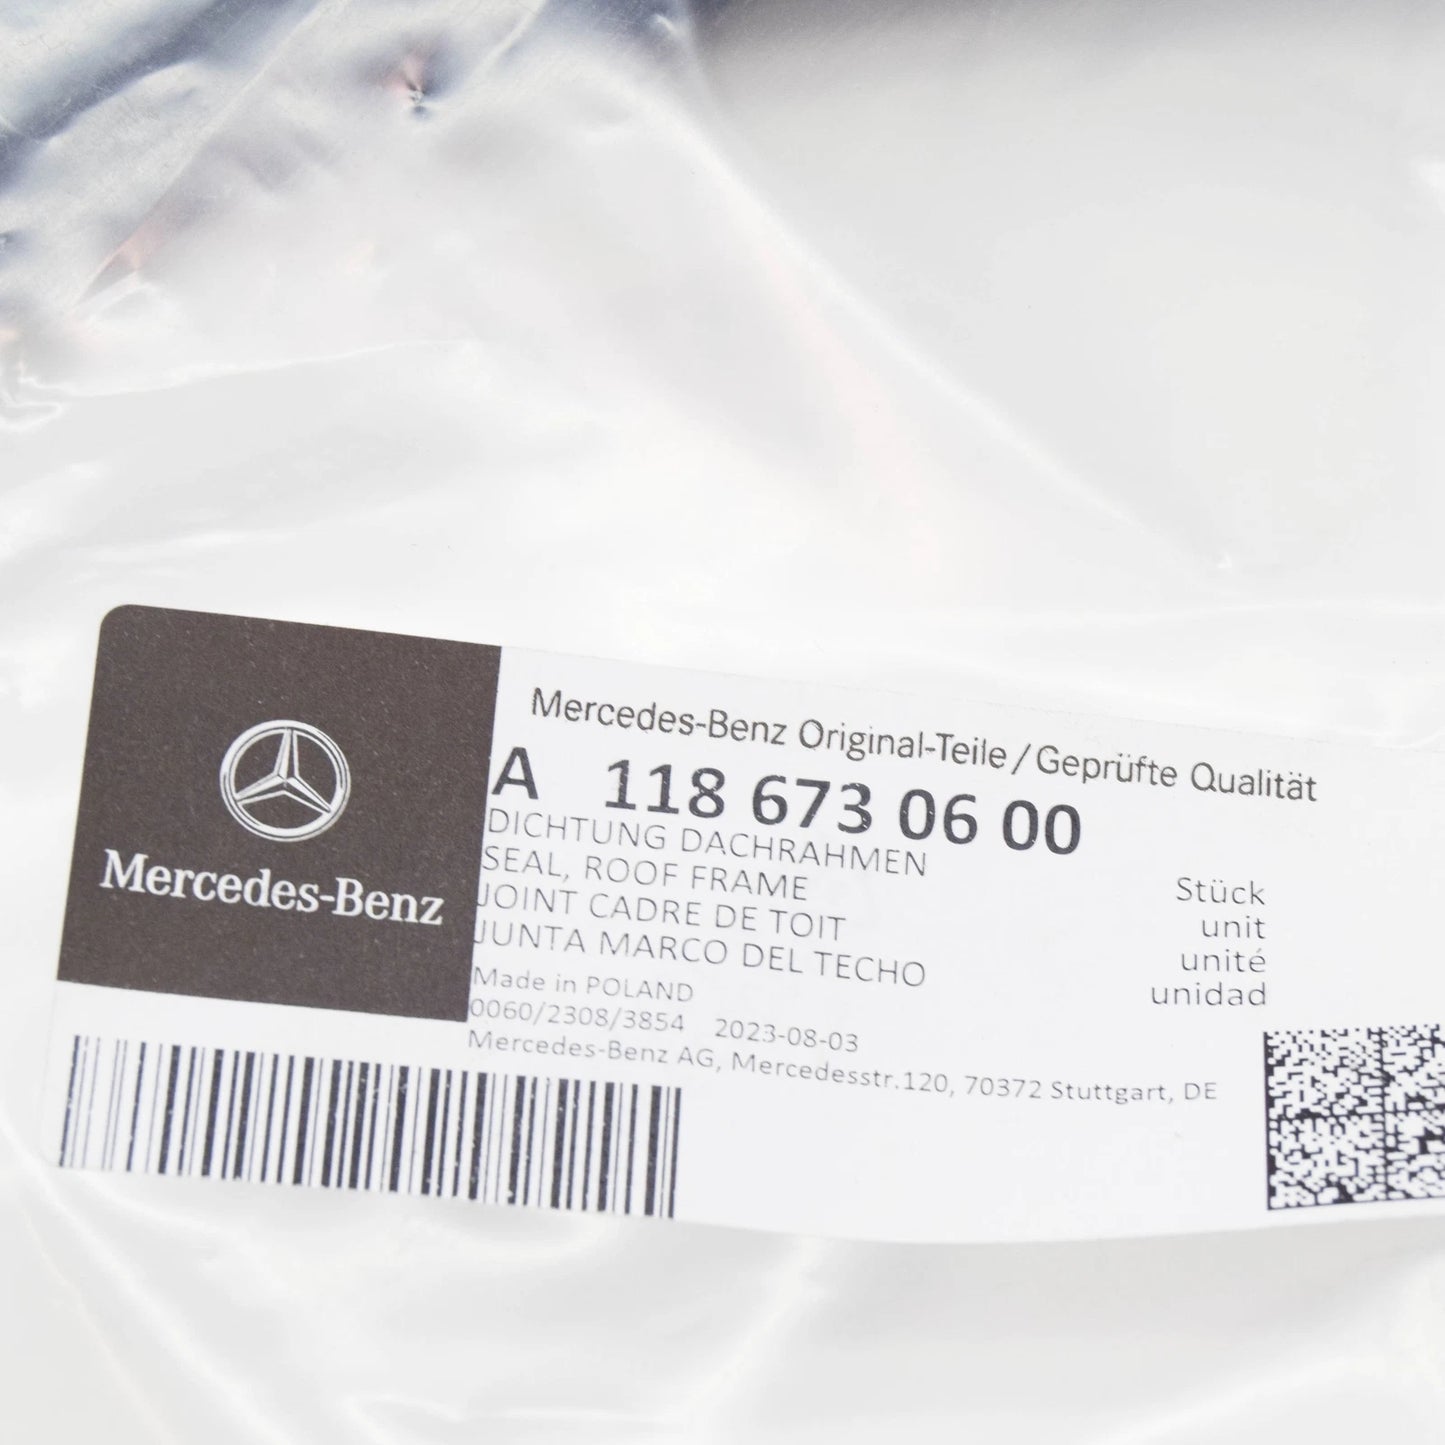 Mercedes-Benz
Mercedes-Benz Original-Teile / Geprüfte Qualität
A 118 673 06 00
DICHTUNG DACHRAHMEN
SEAL, ROOF FRAME
JOINT CADRE DE TOIT
JUNTA MARCO DEL TECHO
Stück
unit
unité
unidad
Made in POLAND
0060/2308/3854 2023-08-03
Mercedes-Benz AG, Mercedesstr.120, 70372 Stuttgart, DE